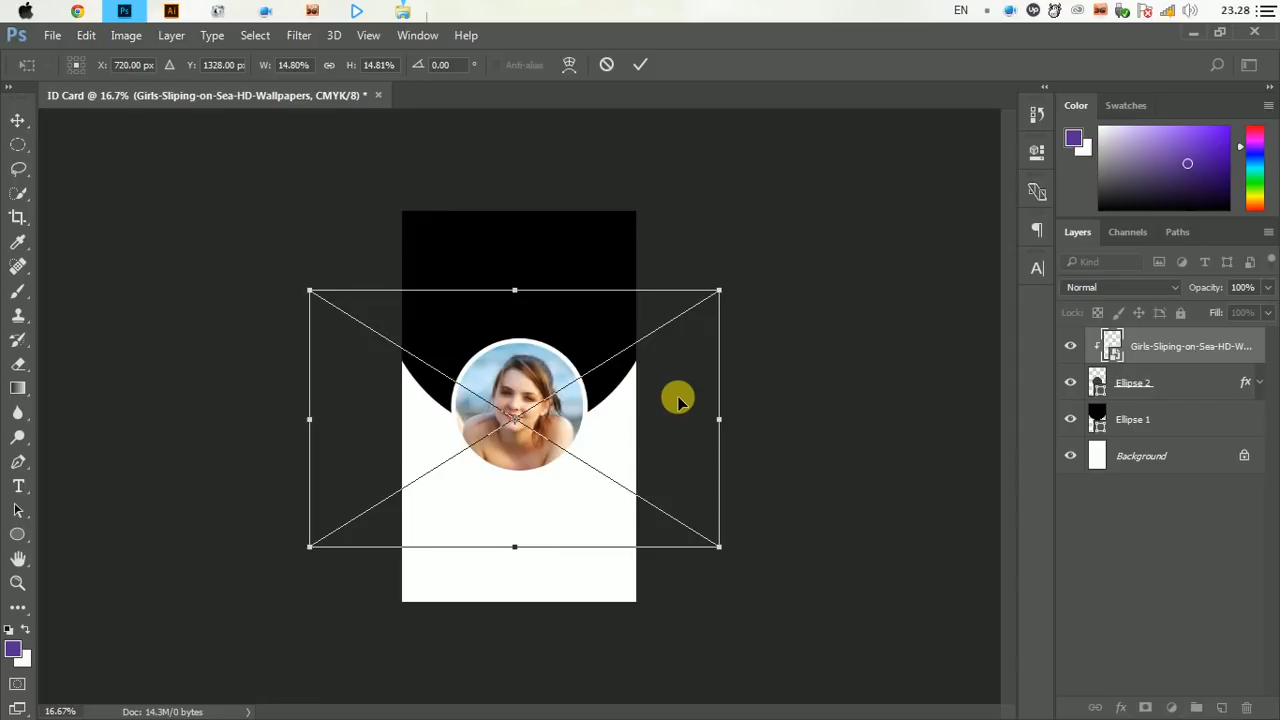 EN 23.28
Ps File Edit Image Layer Type Select Filter 3D View Window Help
X: 720.00 px Y: 1328.00 px W: 14.80% H: 14.81% 0.00 ° Anti-alias
ID Card @ 16.7% (Girls-Sliping-on-Sea-HD-Wallpapers, CMYK/8) * ×
Color Swatches
Layers Channels Paths
Kind
Normal Opacity: 100%
Lock: Fill: 100%
Girls-Sliping-on-Sea-HD-W...
Ellipse 2 fx
Ellipse 1
Background
16.67% Doc: 14.3M/0 bytes